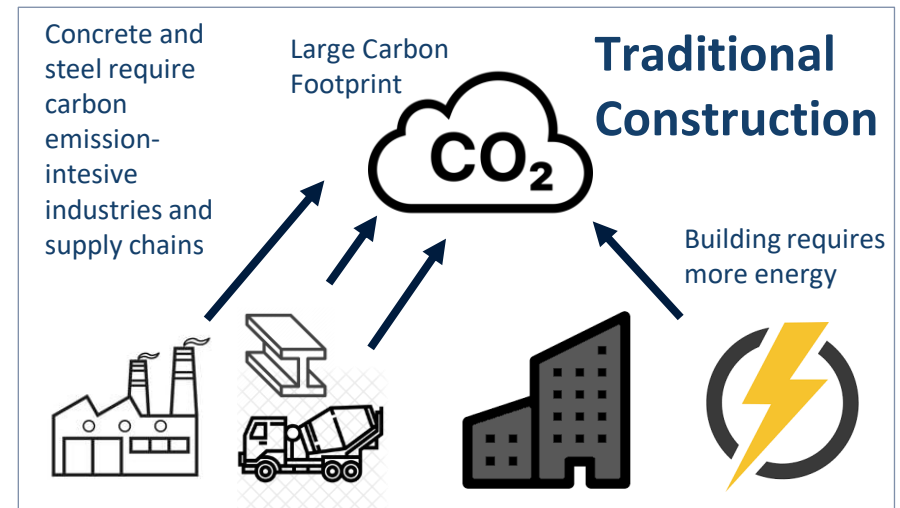 Concrete and
steel require
carbon
emission-
intesive
industries and
supply chains
Large Carbon
Footprint
Traditional
Construction
CO₂
Building requires
more energy